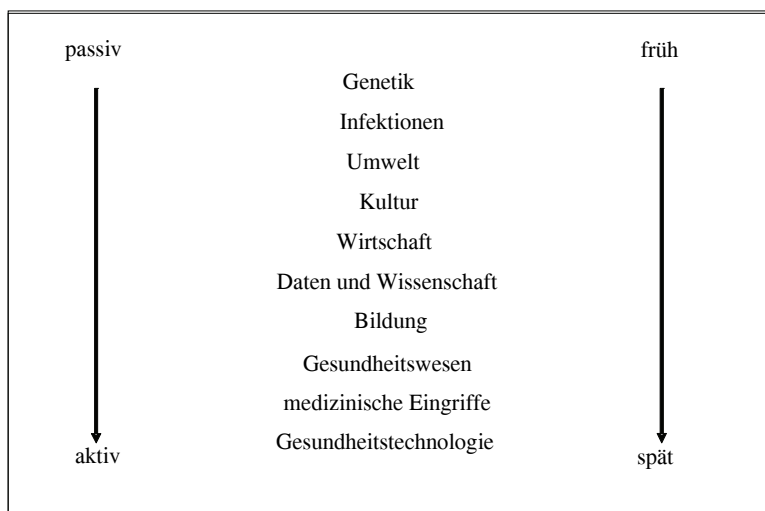 passiv
früh
Genetik
Infektionen
Umwelt
Kultur
Wirtschaft
Daten und Wissenschaft
Bildung
Gesundheitswesen
medizinische Eingriffe
Gesundheitstechnologie
aktiv
spät